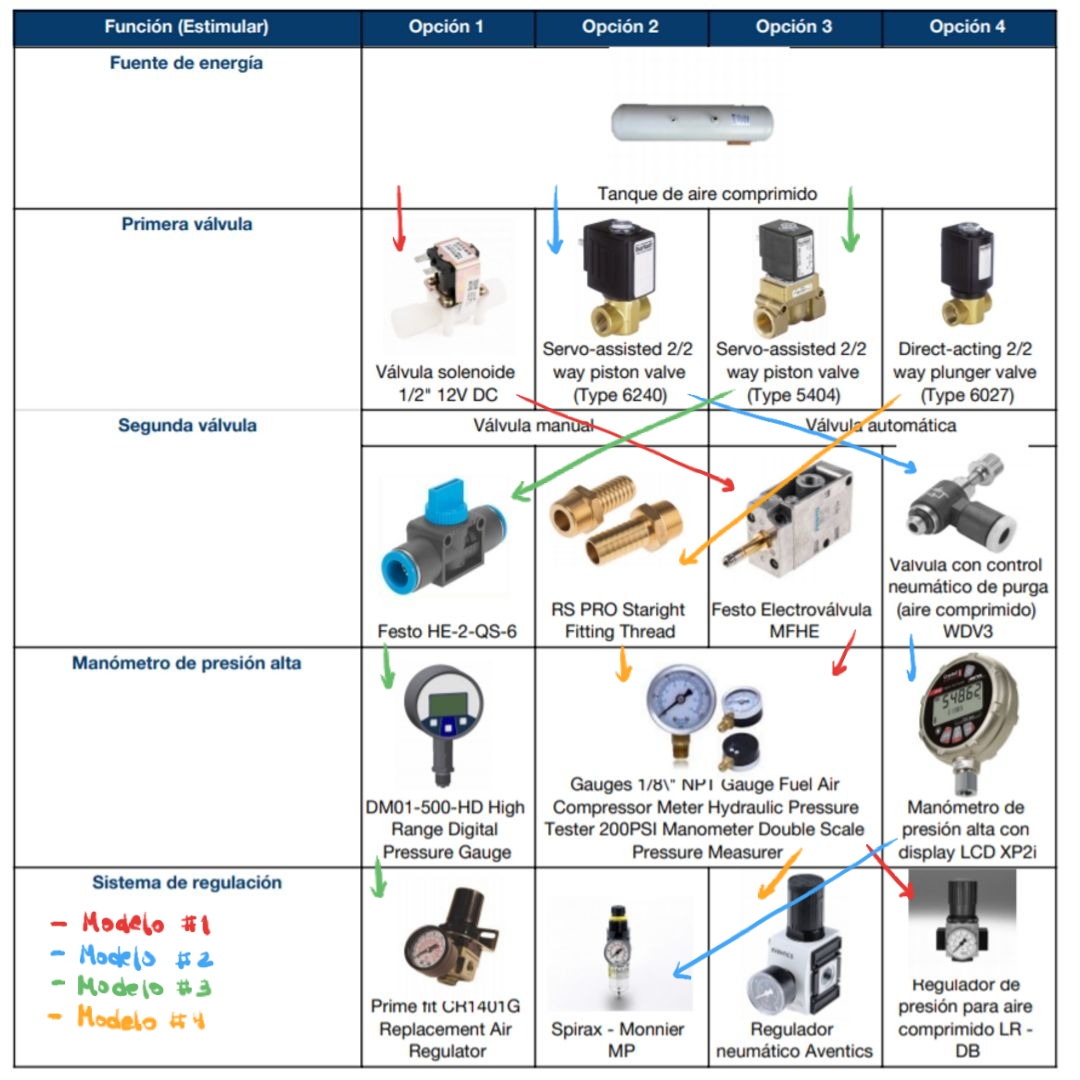 Función (Estimular) Opción 1 Opción 2 Opción 3 Opción 4
Fuente de energía
Tanque de aire comprimido
Primera válvula
Válvula solenoide
1/2" 12V DC
Servo-assisted 2/2
way piston valve
(Type 6240)
Servo-assisted 2/2
way piston valve
(Type 5404)
Direct-acting 2/2
way plunger valve
(Type 6027)
Segunda válvula
Válvula manual
Válvula automática
Festo HE-2-QS-6
RS PRO Staright
Fitting Thread
Festo Electroválvula
MFHE
Valvula con control
neumático de purga
(aire comprimido)
WDV3
Manómetro de presión alta
DM01-500-HD High
Range Digital
Pressure Gauge
Gauges 1/8\" NPT Gauge Fuel Air
Compressor Meter Hydraulic Pressure
Tester 200PSI Manometer Double Scale
Pressure Measurer
548.62
Manómetro de
presión alta con
display LCD XP2i
Sistema de regulación
- Modelo #1
- Modelo #2
- Modelo #3
- Modelo #4
Prime fit CR1401G
Replacement Air
Regulator
Spirax - Monnier
MP
AVENTICS
Regulador
neumático Aventics
Regulador de
presión para aire
comprimido LR -
DB